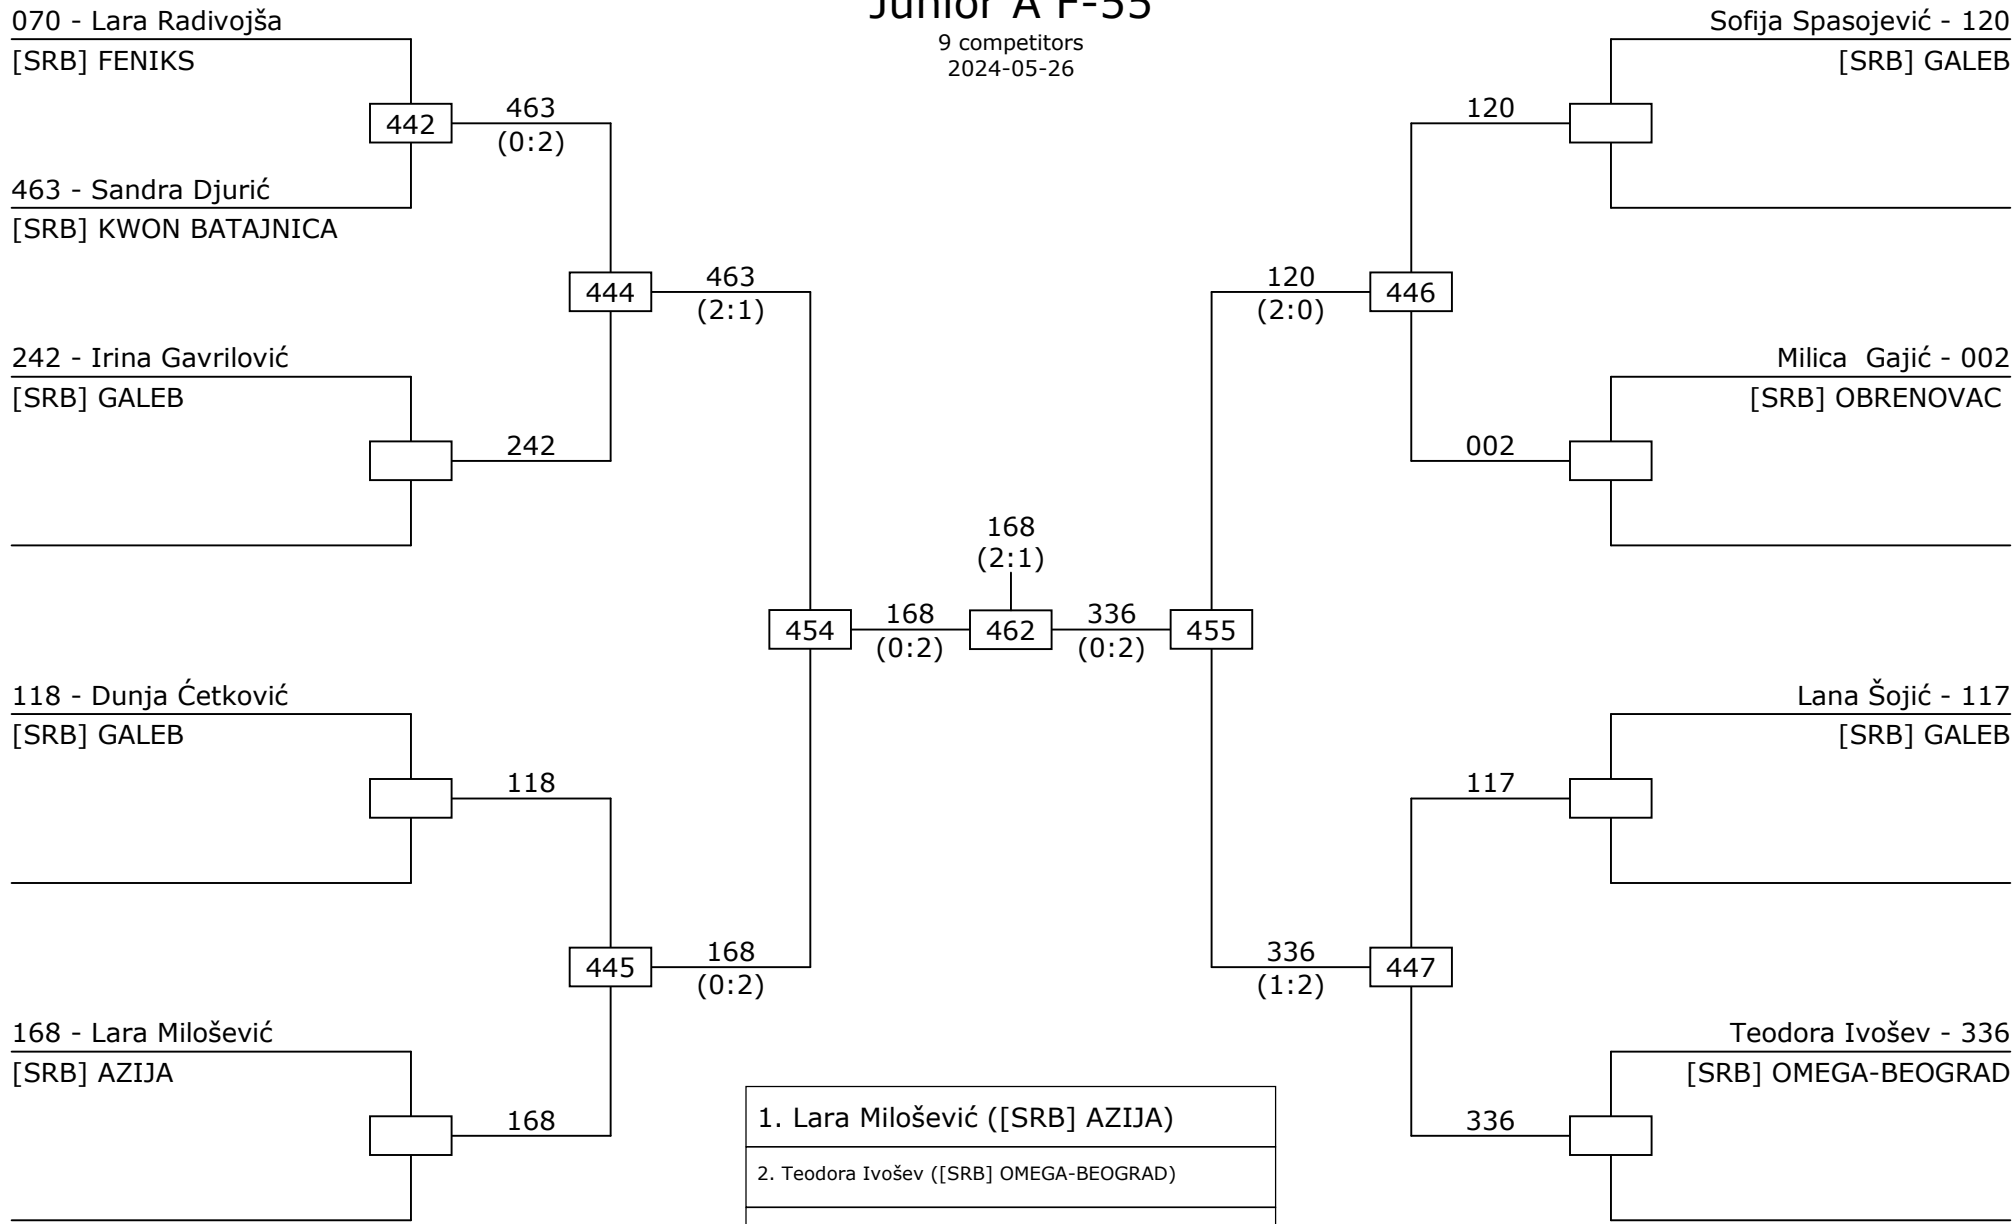 Junior A F-55
9 competitors
2024-05-26
070 - Lara Radivojša
[SRB] FENIKS
442
463
(0:2)
463 - Sandra Djurić
[SRB] KWON BATAJNICA
444
463
(2:1)
242 - Irina Gavrilović
[SRB] GALEB
242
118 - Dunja Ćetković
[SRB] GALEB
118
445
168
(0:2)
168 - Lara Milošević
[SRB] AZIJA
168
454
168
(0:2)
168
(2:1)
462
336
(0:2)
455
Sofija Spasojević - 120
[SRB] GALEB
120
120
(2:0)
446
Milica  Gajić - 002
[SRB] OBRENOVAC
002
Lana Šojić - 117
[SRB] GALEB
117
336
(1:2)
447
Teodora Ivošev - 336
[SRB] OMEGA-BEOGRAD
336
1. Lara Milošević ([SRB] AZIJA)
2. Teodora Ivošev ([SRB] OMEGA-BEOGRAD)